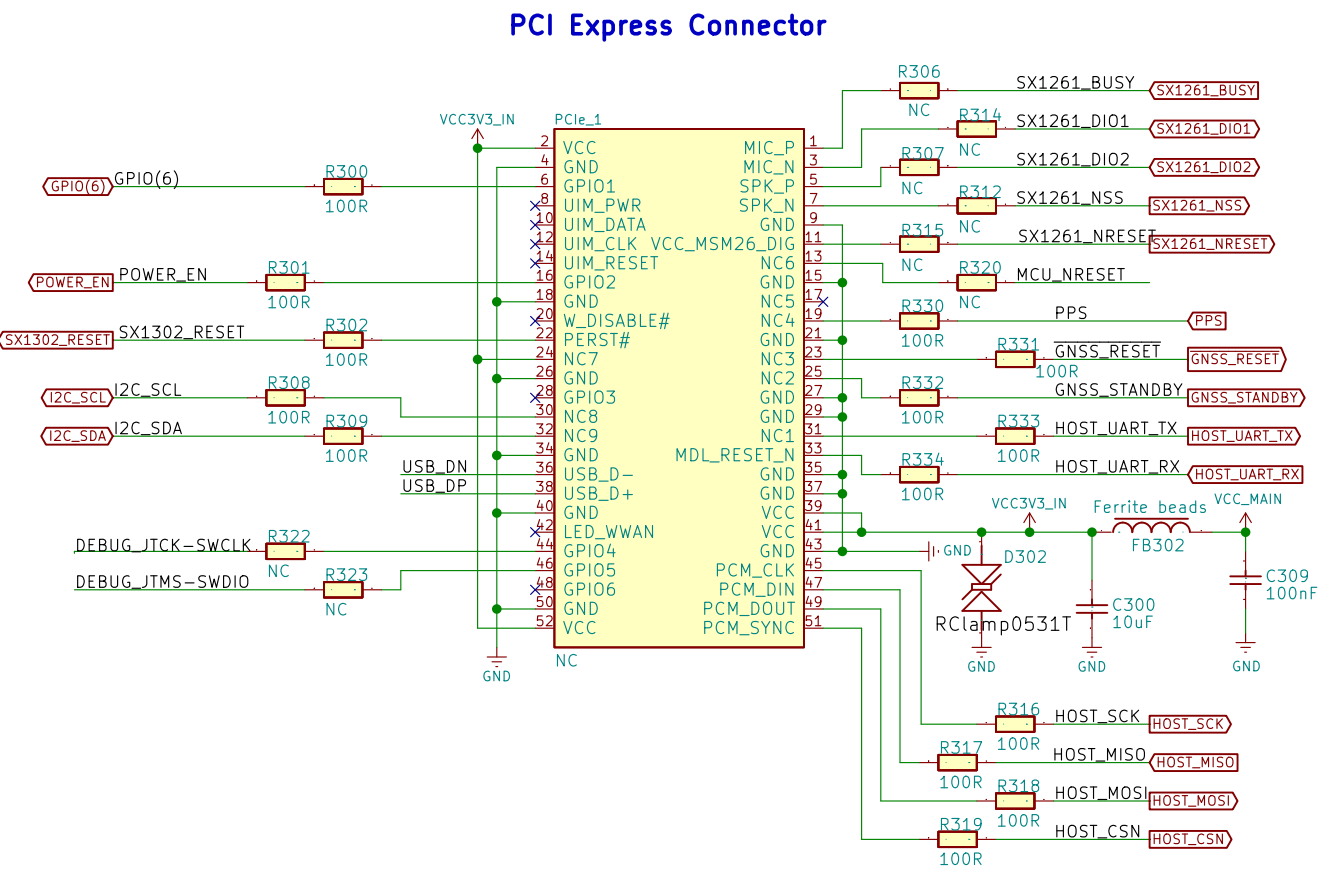 PCI Express Connector
VCC3V3_IN
PCIe_1
GPIO(6) GPIO(6) R300 100R
POWER_EN POWER_EN R301 100R
SX1302_RESET SX1302_RESET R302 100R
I2C_SCL I2C_SCL R308 100R
I2C_SDA I2C_SDA R309 100R
USB_DN
USB_DP
DEBUG_JTCK-SWCLK R322 NC
DEBUG_JTMS-SWDIO R323 NC
2 VCC
4 GND
6 GPIO1
8 UIM_PWR
10 UIM_DATA
12 UIM_CLK
14 UIM_RESET
16 GPIO2
18 GND
20 W_DISABLE#
22 PERST#
24 NC7
26 GND
28 GPIO3
30 NC8
32 NC9
34 GND
36 USB_D-
38 USB_D+
40 GND
42 LED_WWAN
44 GPIO4
46 GPIO5
48 GPIO6
50 GND
52 VCC
GND
NC
MIC_P 1
MIC_N 3
SPK_P 5
SPK_N 7
GND 9
VCC_MSM26_DIG 11
NC6 13
GND 15
NC5 17
NC4 19
GND 21
NC3 23
NC2 25
GND 27
GND 29
NC1 31
MDL_RESET_N 33
GND 35
GND 37
VCC 39
VCC 41
GND 43
PCM_CLK 45
PCM_DIN 47
PCM_DOUT 49
PCM_SYNC 51
R306 NC SX1261_BUSY SX1261_BUSY
R314 NC SX1261_DIO1 SX1261_DIO1
R307 NC SX1261_DIO2 SX1261_DIO2
R312 NC SX1261_NSS SX1261_NSS
R315 NC SX1261_NRESET SX1261_NRESET
R320 NC MCU_NRESET
R330 100R PPS PPS
R331 100R GNSS_RESET GNSS_RESET
R332 100R GNSS_STANDBY GNSS_STANDBY
R333 100R HOST_UART_TX HOST_UART_TX
R334 100R HOST_UART_RX HOST_UART_RX
VCC3V3_IN
Ferrite beads
FB302
VCC_MAIN
GND
D302
RClamp0531T
GND
C300
10uF
GND
C309
100nF
GND
R316 100R HOST_SCK HOST_SCK
R317 100R HOST_MISO HOST_MISO
R318 100R HOST_MOSI HOST_MOSI
R319 100R HOST_CSN HOST_CSN